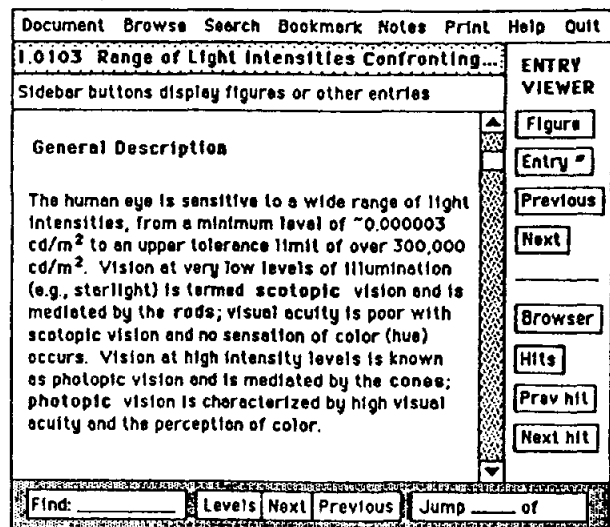 Document Browse Search Bookmark Notes Print Help Quit
1.0103 Range of Light Intensities Confronting...
Sidebar buttons display figures or other entries
General Description
The human eye is sensitive to a wide range of light
intensities, from a minimum level of ~0.000003
cd/m² to an upper tolerance limit of over 300,000
cd/m². Vision at very low levels of illumination
(e.g., starlight) is termed scotopic vision and is
mediated by the rods; visual acuity is poor with
scotopic vision and no sensation of color (hue)
occurs. Vision at high intensity levels is known
as photopic vision and is mediated by the cones;
photopic vision is characterized by high visual
acuity and the perception of color.
ENTRY
VIEWER
Figure
Entry #
Previous
Next
Browser
Hits
Prev hit
Next hit
Find: ________ Levels Next Previous Jump ____ of